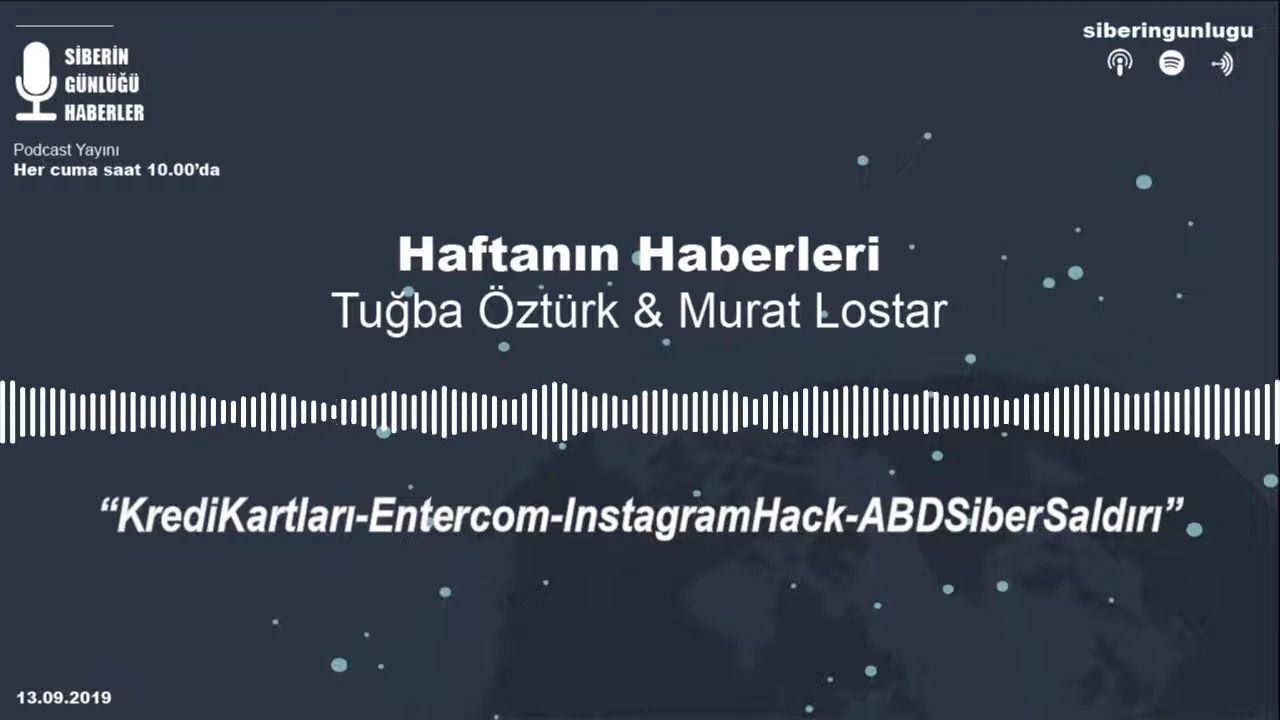 siberingunlugu
SİBERİN
GÜNLÜĞÜ
HABERLER
Podcast Yayını
Her cuma saat 10.00’da
Haftanın Haberleri
Tuğba Öztürk & Murat Lostar
“KrediKartları-Entercom-InstagramHack-ABDSiberSaldırı”
13.09.2019